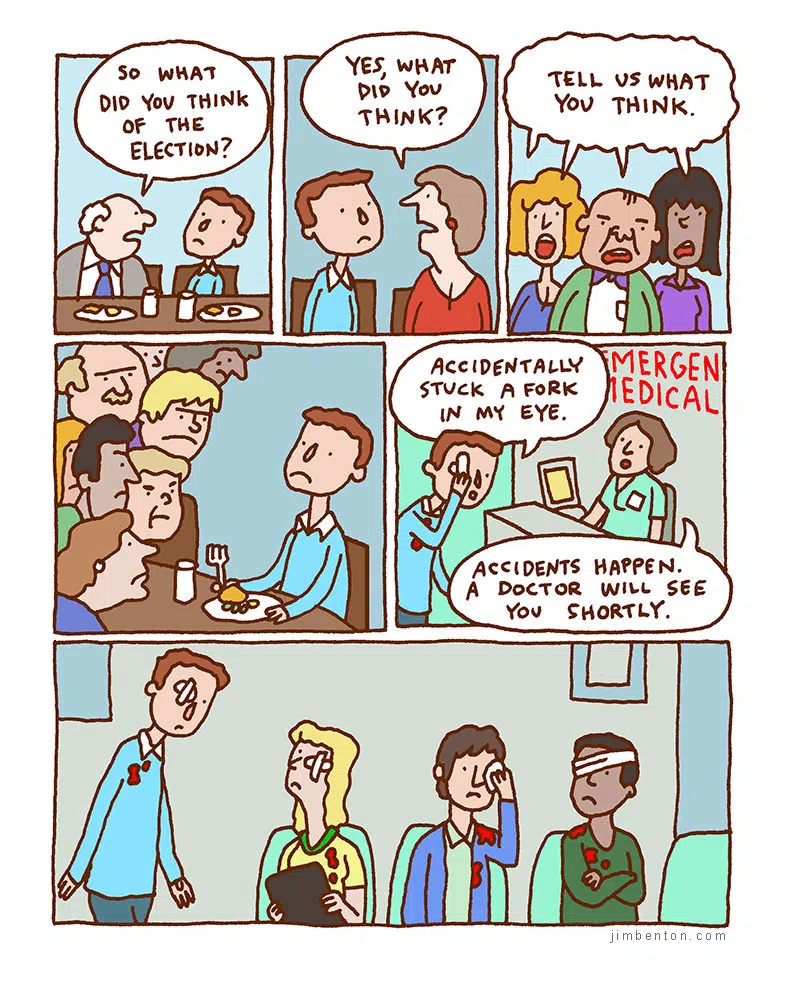 SO WHAT
DID YOU THINK
OF THE
ELECTION?
YES, WHAT
DID YOU
THINK?
TELL US WHAT
YOU THINK.
ACCIDENTALLY
STUCK A FORK
IN MY EYE.
EMERGEN
MEDICAL
ACCIDENTS HAPPEN.
A DOCTOR WILL SEE
YOU SHORTLY.
jimbenton.com